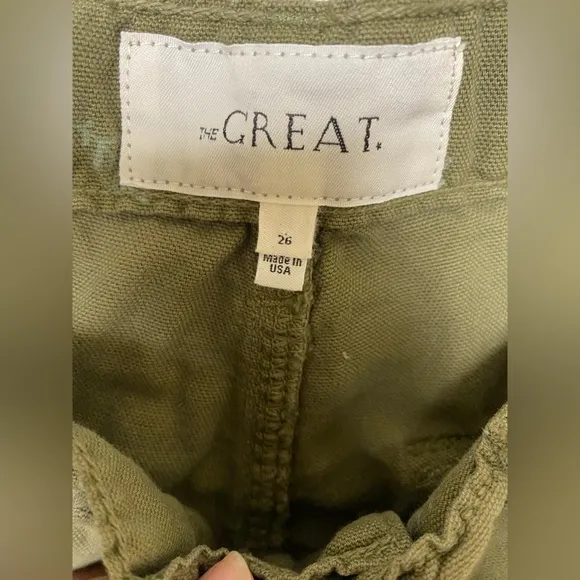 THE GREAT.
26
Made in
USA